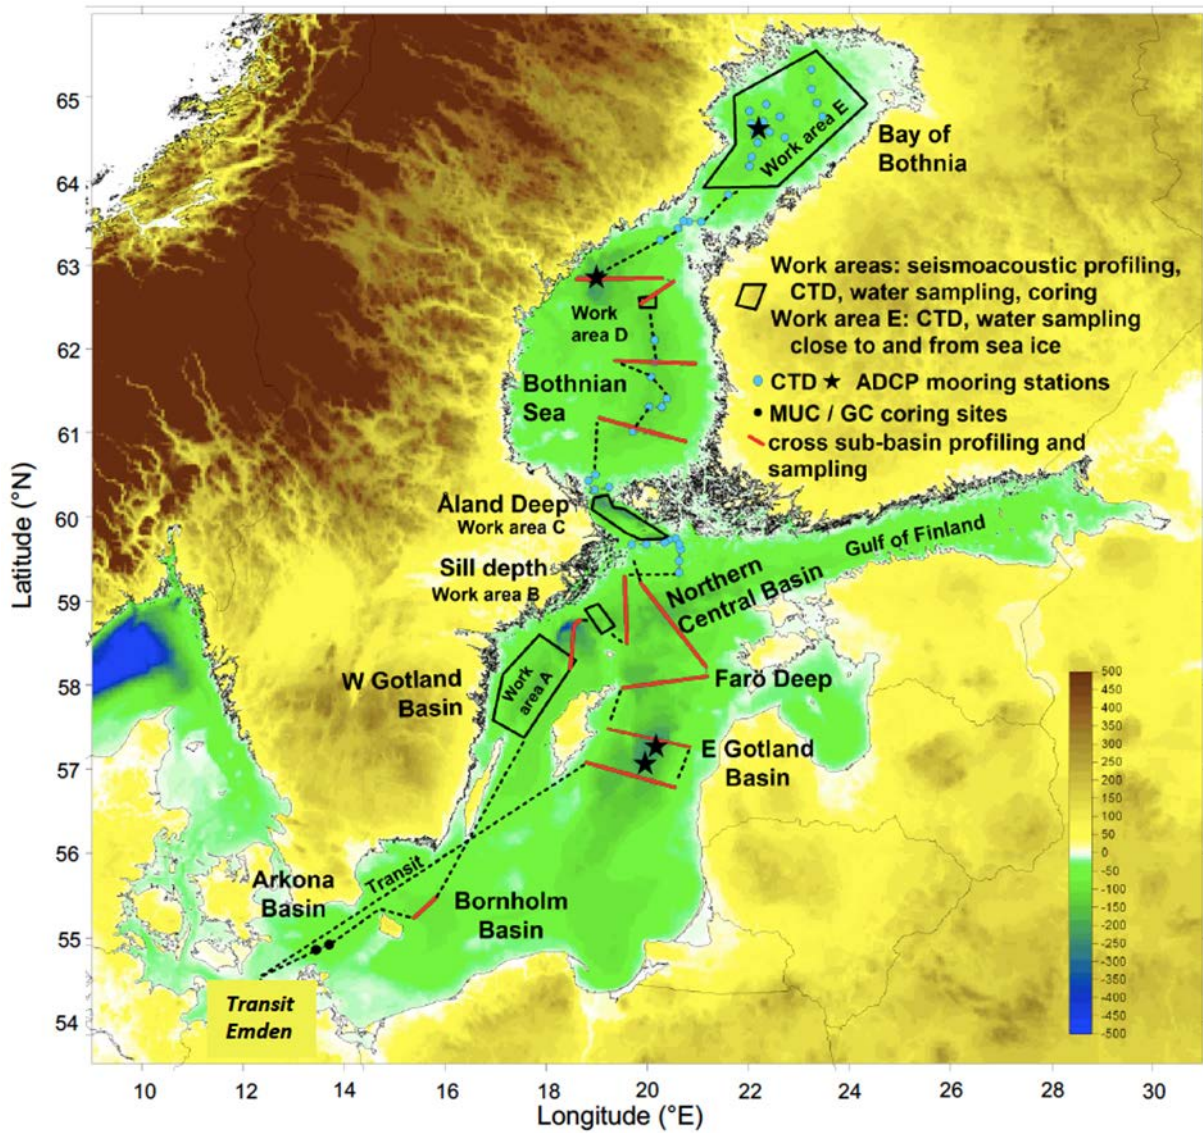 65
64
63
62
61
60
59
58
57
56
55
54
Latitude (°N)
10
12
14
16
18
20
22
24
26
28
30
Longitude (°E)
Work area E
Bay of
Bothnia
Work areas: seismoacoustic profiling,
CTD, water sampling, coring
Work area E: CTD, water sampling
close to and from sea ice
CTD ★ ADCP mooring stations
MUC / GC coring sites
cross sub-basin profiling and
sampling
Work
area D
Bothnian
Sea
Åland Deep
Work area C
Gulf of Finland
Sill depth
Work area B
Northern
Central Basin
W Gotland
Basin
Work
area A
Farö Deep
E Gotland
Basin
Transit
Arkona
Basin
Bornholm
Basin
Transit
Emden
500
450
400
350
300
250
200
150
100
50
0
-50
-100
-150
-200
-250
-300
-350
-400
-450
-500